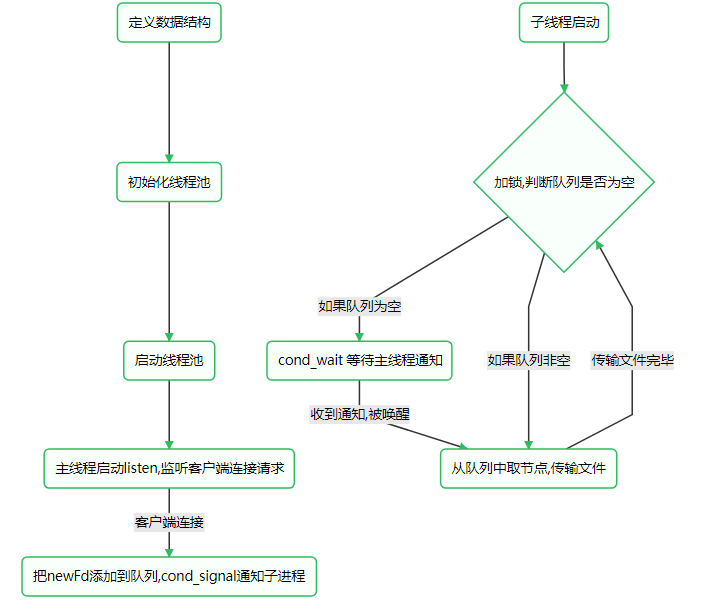 定义数据结构
初始化线程池
启动线程池
主线程启动listen,监听客户端连接请求
客户端连接
把newFd添加到队列,cond_signal通知子进程
子线程启动
加锁,判断队列是否为空
如果队列为空
cond_wait 等待主线程通知
收到通知,被唤醒
如果队列非空
传输文件完毕
从队列中取节点,传输文件